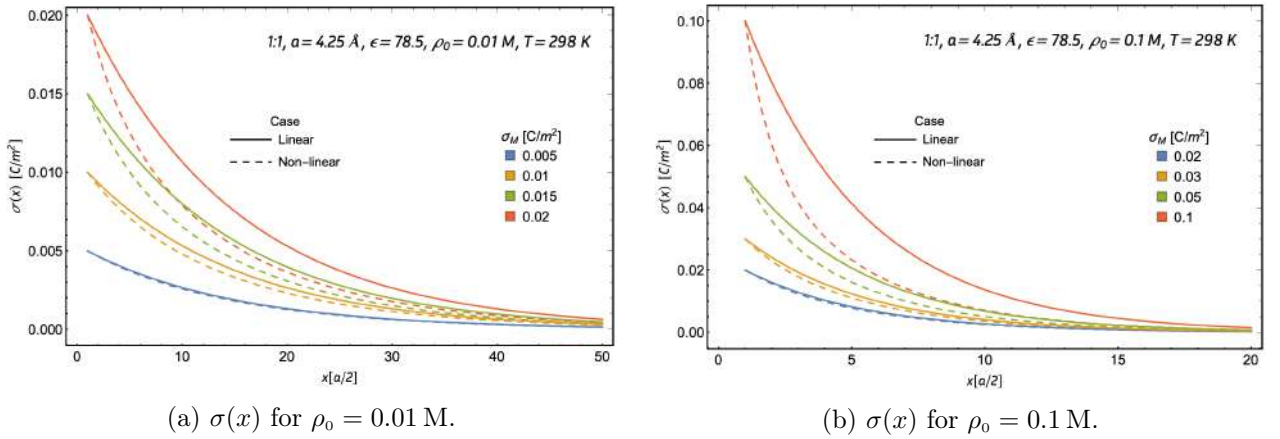 1:1, a = 4.25 Å, ϵ = 78.5, ρ0 = 0.01 M, T = 298 K
Case
Linear
Non-linear
σM [C/m²]
0.005
0.01
0.015
0.02
0.020
0.015
0.010
0.005
0.000
σ(x) [C/m²]
0
10
20
30
40
50
x[a/2]
(a) σ(x) for ρ₀ = 0.01 M.
1:1, a = 4.25 Å, ϵ = 78.5, ρ0 = 0.1 M, T = 298 K
Case
Linear
Non-linear
σM [C/m²]
0.02
0.03
0.05
0.1
0.10
0.08
0.06
0.04
0.02
0.00
σ(x) [C/m²]
0
5
10
15
20
x[a/2]
(b) σ(x) for ρ₀ = 0.1 M.